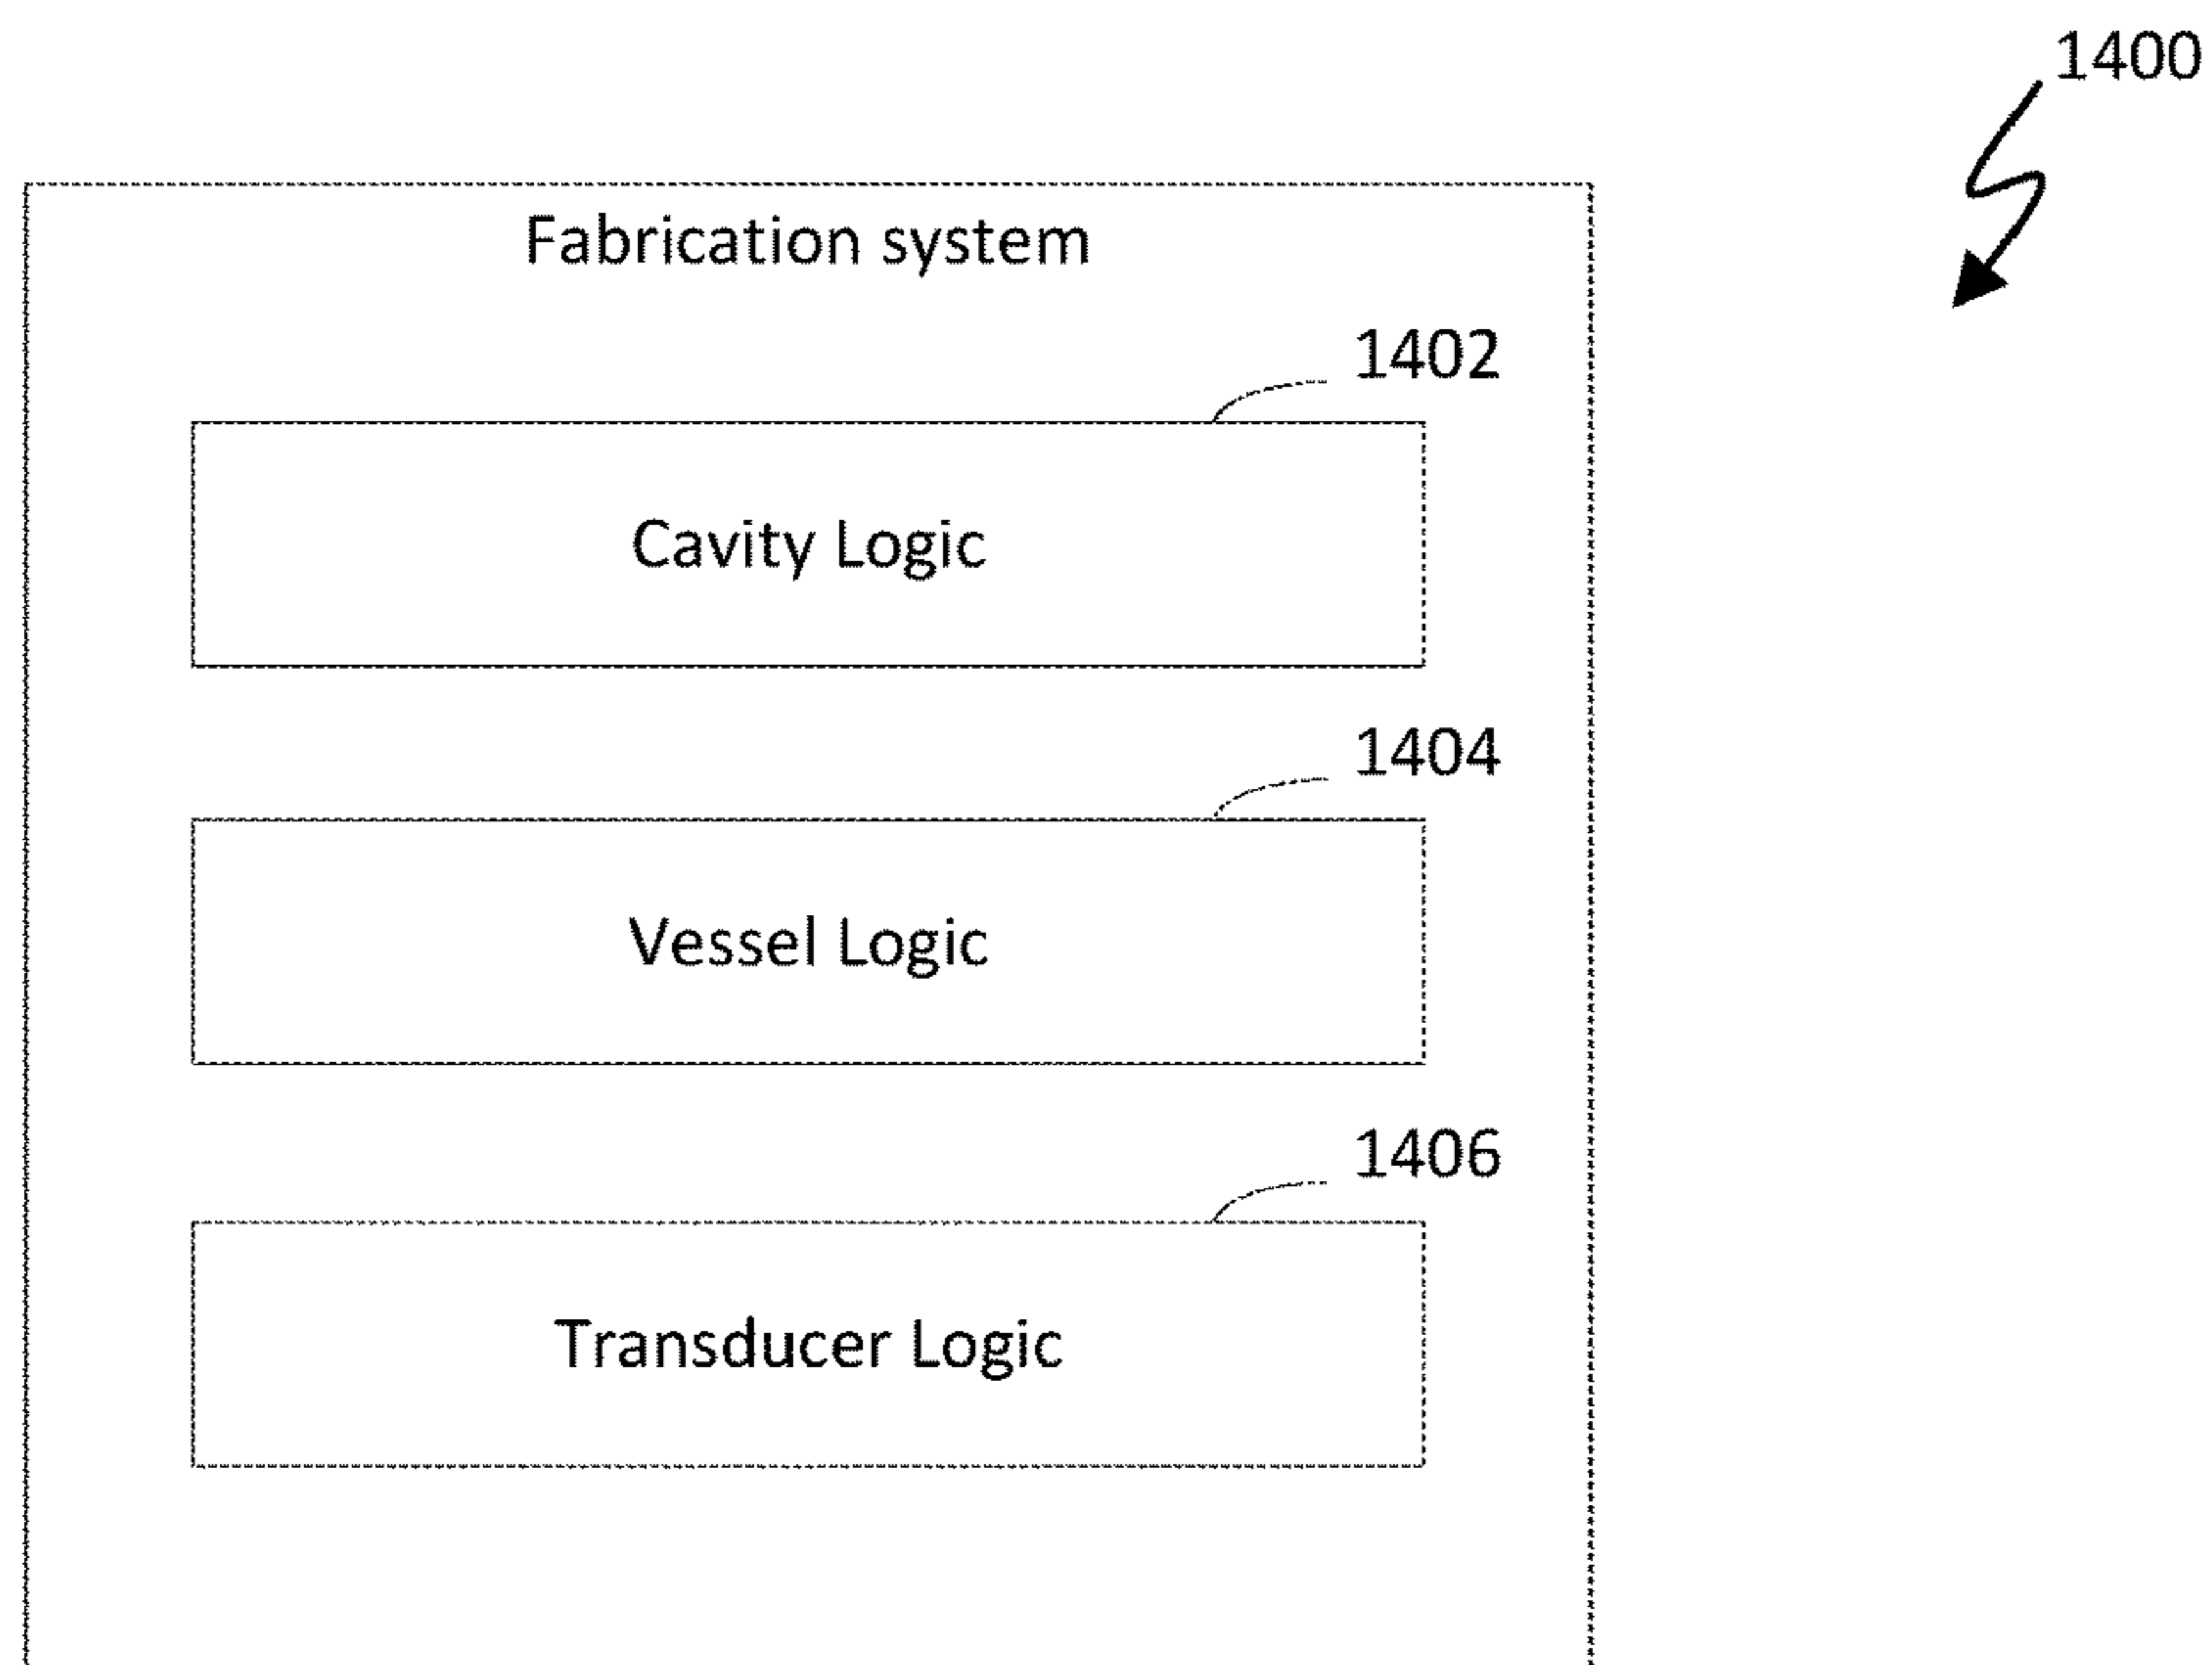 1400
Fabrication system
1402
Cavity Logic
1404
Vessel Logic
1406
Transducer Logic